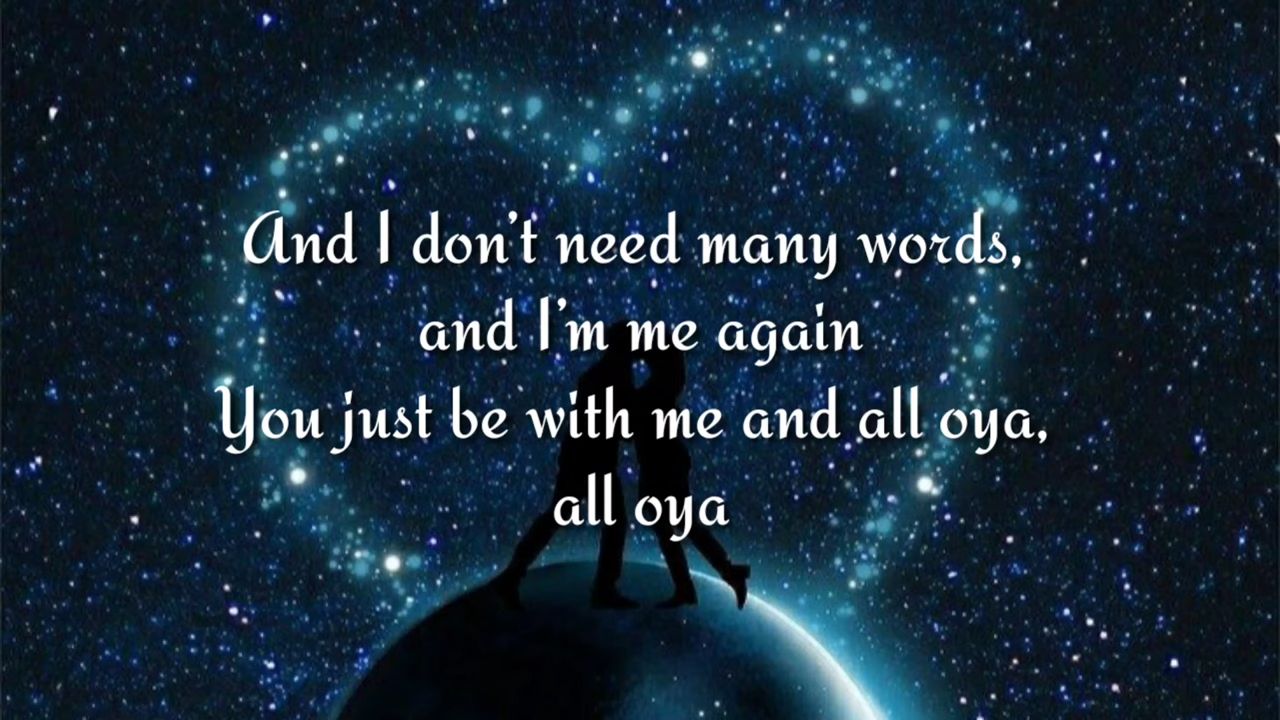 And I don't need many words,
and I'm me again
You just be with me and all oya,
all oya